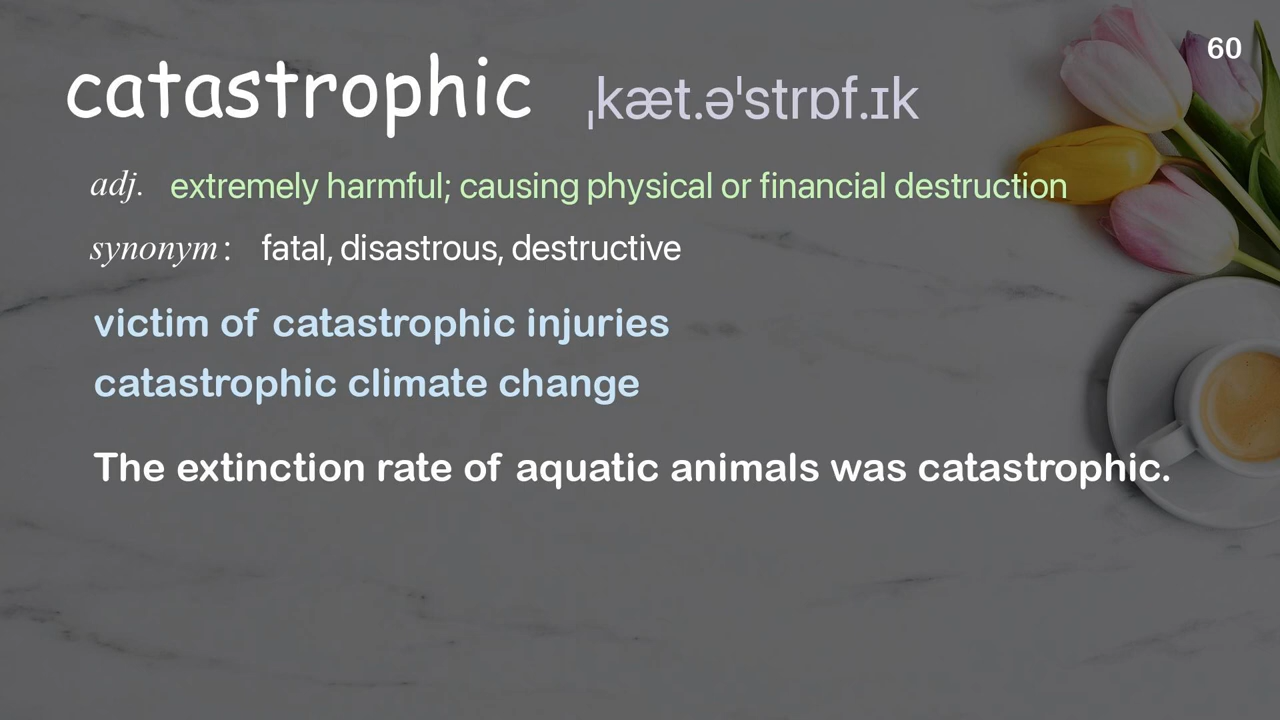 60
catastrophic ˌkæt.əˈstrɒf.ɪk
adj. extremely harmful; causing physical or financial destruction
synonym: fatal, disastrous, destructive
victim of catastrophic injuries
catastrophic climate change
The extinction rate of aquatic animals was catastrophic.